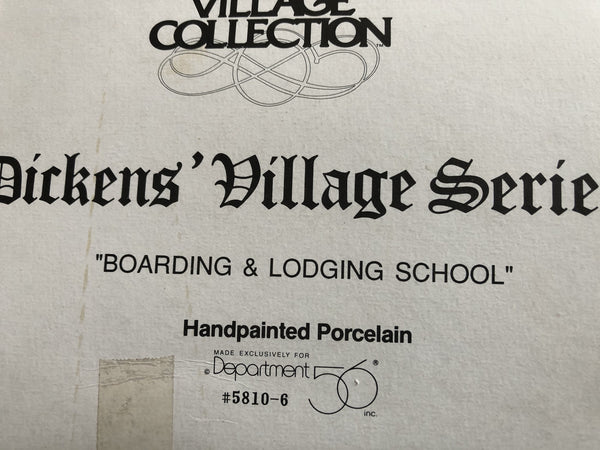 VILLAGE
COLLECTION
Dickens' Village Serie
"BOARDING & LODGING SCHOOL"
Handpainted Porcelain
MADE EXCLUSIVELY FOR
© Department 56 ®
inc.
#5810-6